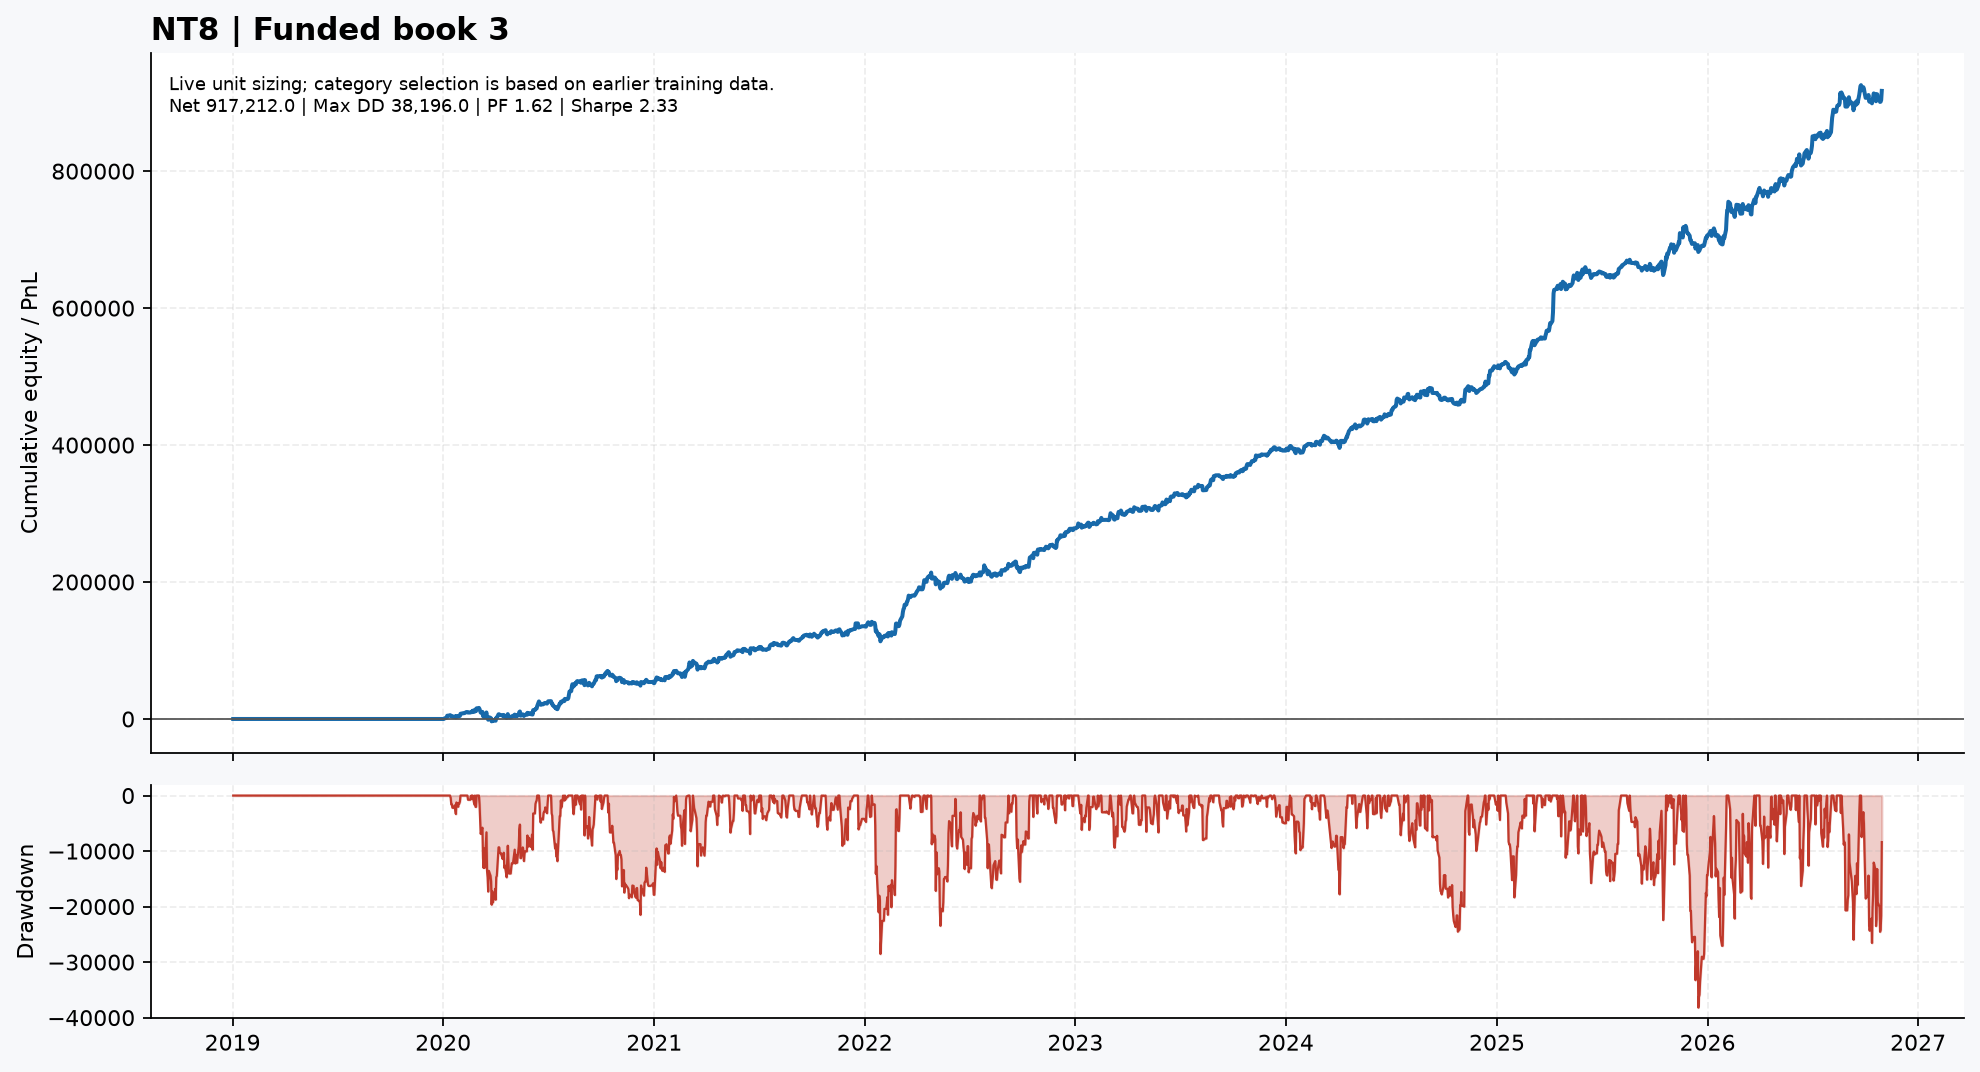 NT8 | Funded book 3
Live unit sizing; category selection is based on earlier training data.
Net 917,212.0 | Max DD 38,196.0 | PF 1.62 | Sharpe 2.33
Cumulative equity / PnL
800000
600000
400000
200000
0
Drawdown
0
−10000
−20000
−30000
−40000
2019 2020 2021 2022 2023 2024 2025 2026 2027